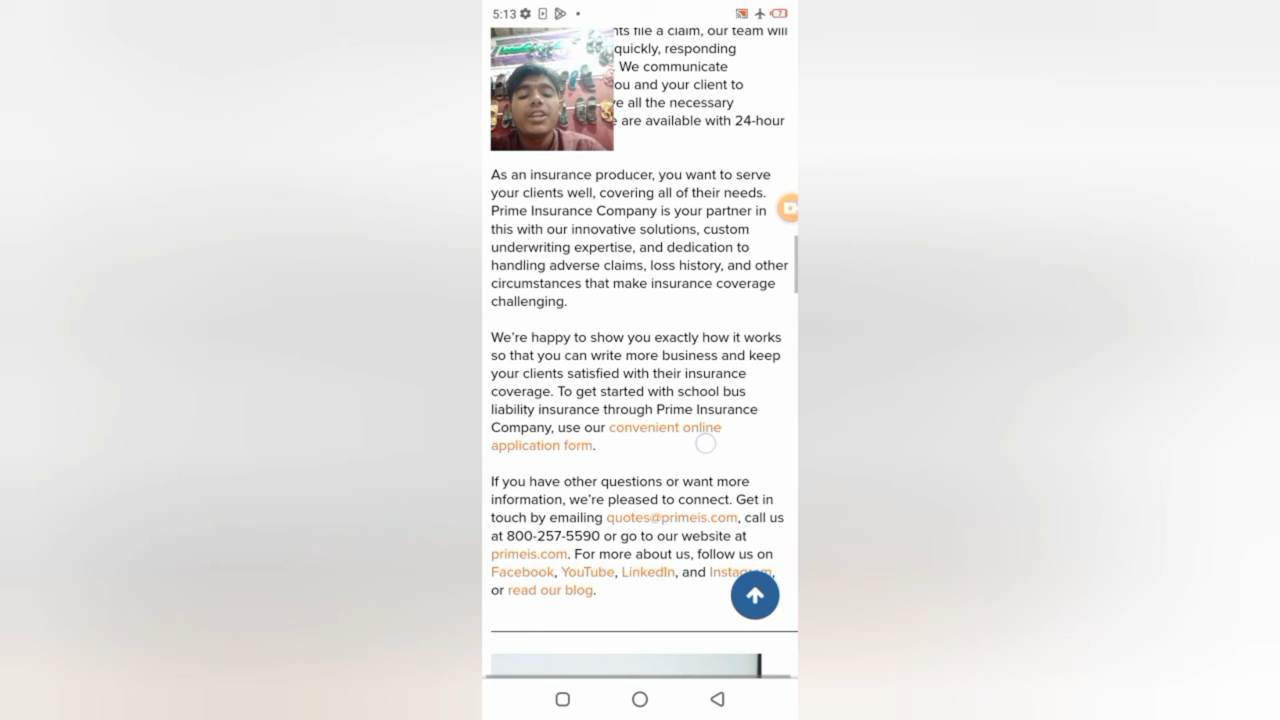 5:13
7
nts file a claim, our team will
quickly, responding
We communicate
ou and your client to
e all the necessary
are available with 24-hour
As an insurance producer, you want to serve
your clients well, covering all of their needs.
Prime Insurance Company is your partner in
this with our innovative solutions, custom
underwriting expertise, and dedication to
handling adverse claims, loss history, and other
circumstances that make insurance coverage
challenging.
We’re happy to show you exactly how it works
so that you can write more business and keep
your clients satisfied with their insurance
coverage. To get started with school bus
liability insurance through Prime Insurance
Company, use our convenient online
application form.
If you have other questions or want more
information, we’re pleased to connect. Get in
touch by emailing quotes@primeis.com, call us
at 800-257-5590 or go to our website at
primeis.com. For more about us, follow us on
Facebook, YouTube, LinkedIn, and Instagram,
or read our blog.